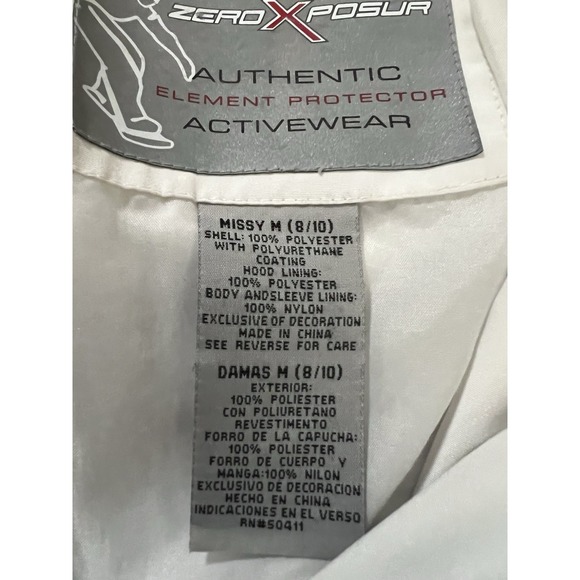 ZEROXPOSUR
AUTHENTIC
ELEMENT PROTECTOR
ACTIVEWEAR
MISSY M (8/10)
SHELL: 100% POLYESTER
WITH POLYURETHANE
COATING
HOOD LINING:
100% POLYESTER
BODY ANDSLEEVE LINING:
100% NYLON
EXCLUSIVE OF DECORATION
MADE IN CHINA
SEE REVERSE FOR CARE
DAMAS M (8/10)
EXTERIOR:
100% POLIESTER
CON POLIURETANO
REVESTIMENTO
FORRO DE LA CAPUCHA:
100% POLIESTER
FORRO DE CUERPO Y
MANGA:100% NILON
EXCLUSIVO DE DECORACION
HECHO EN CHINA
INDICACIONES EN EL VERSO
RN#50411